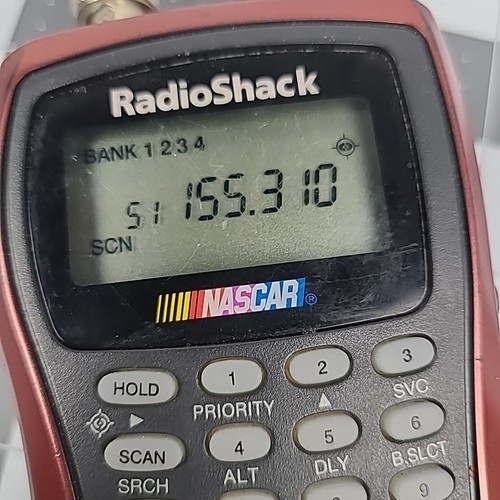 RadioShack
BANK 1 2 3 4
51 155.310
SCN
NASCAR®
HOLD 1 2 3
PRIORITY SVC
SCAN 4 5 6
SRCH ALT DLY B.SLCT
9